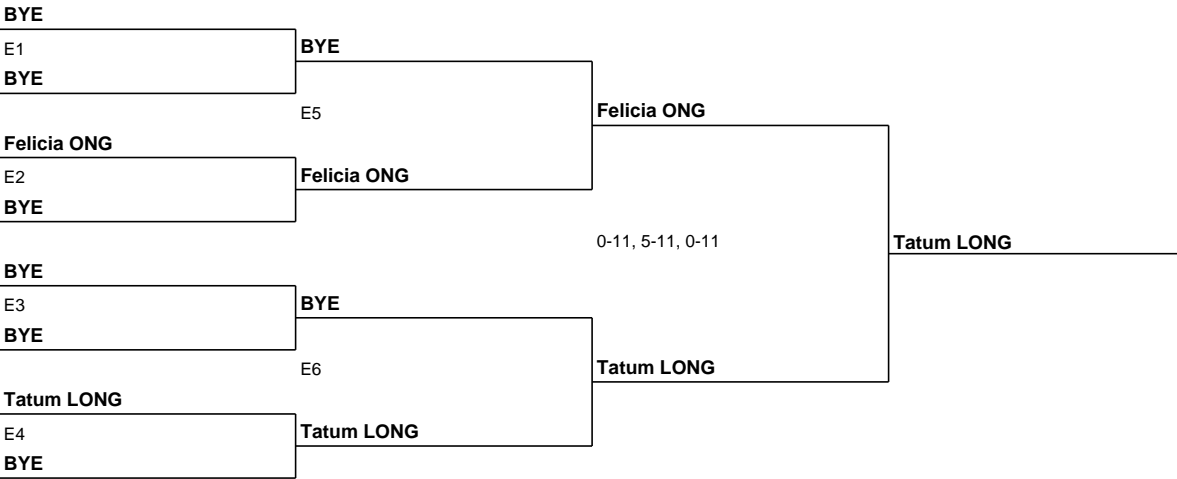 BYE
E1
BYE
BYE
E5
Felicia ONG
Felicia ONG
E2
Felicia ONG
BYE
0-11, 5-11, 0-11
Tatum LONG
BYE
E3
BYE
BYE
E6
Tatum LONG
Tatum LONG
E4
Tatum LONG
BYE